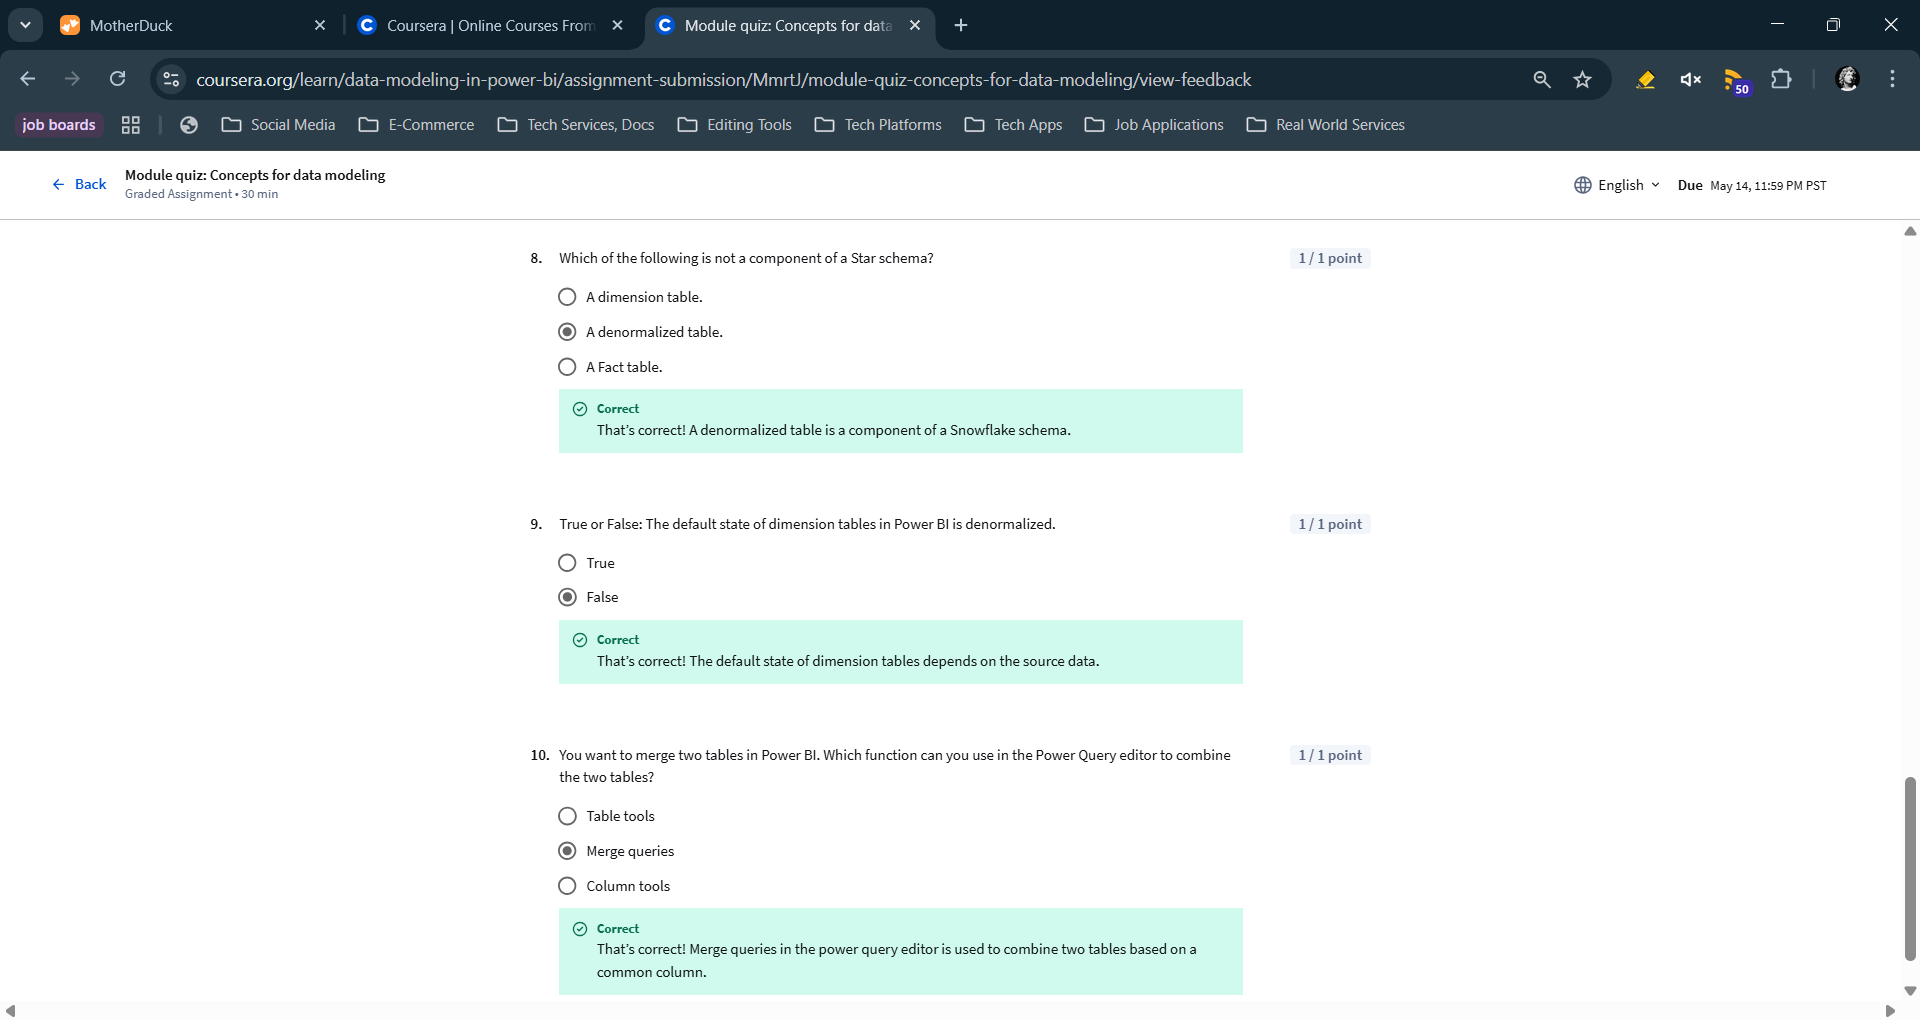 MotherDuck
Coursera | Online Courses From
Module quiz: Concepts for data
coursera.org/learn/data-modeling-in-power-bi/assignment-submission/MmrtJ/module-quiz-concepts-for-data-modeling/view-feedback
50
job boards
Social Media
E-Commerce
Tech Services, Docs
Editing Tools
Tech Platforms
Tech Apps
Job Applications
Real World Services
Back
Module quiz: Concepts for data modeling
Graded Assignment • 30 min
English
Due May 14, 11:59 PM PST
8. Which of the following is not a component of a Star schema?
1 / 1 point
A dimension table.
A denormalized table.
A Fact table.
Correct
That's correct! A denormalized table is a component of a Snowflake schema.
9. True or False: The default state of dimension tables in Power BI is denormalized.
1 / 1 point
True
False
Correct
That's correct! The default state of dimension tables depends on the source data.
10. You want to merge two tables in Power BI. Which function can you use in the Power Query editor to combine
the two tables?
1 / 1 point
Table tools
Merge queries
Column tools
Correct
That's correct! Merge queries in the power query editor is used to combine two tables based on a
common column.